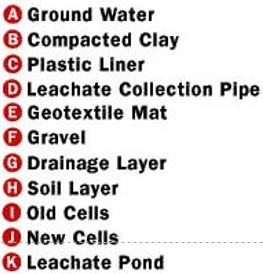 A Ground Water
B Compacted Clay
C Plastic Liner
D Leachate Collection Pipe
E Geotextile Mat
F Gravel
G Drainage Layer
H Soil Layer
I Old Cells
J New Cells
K Leachate Pond